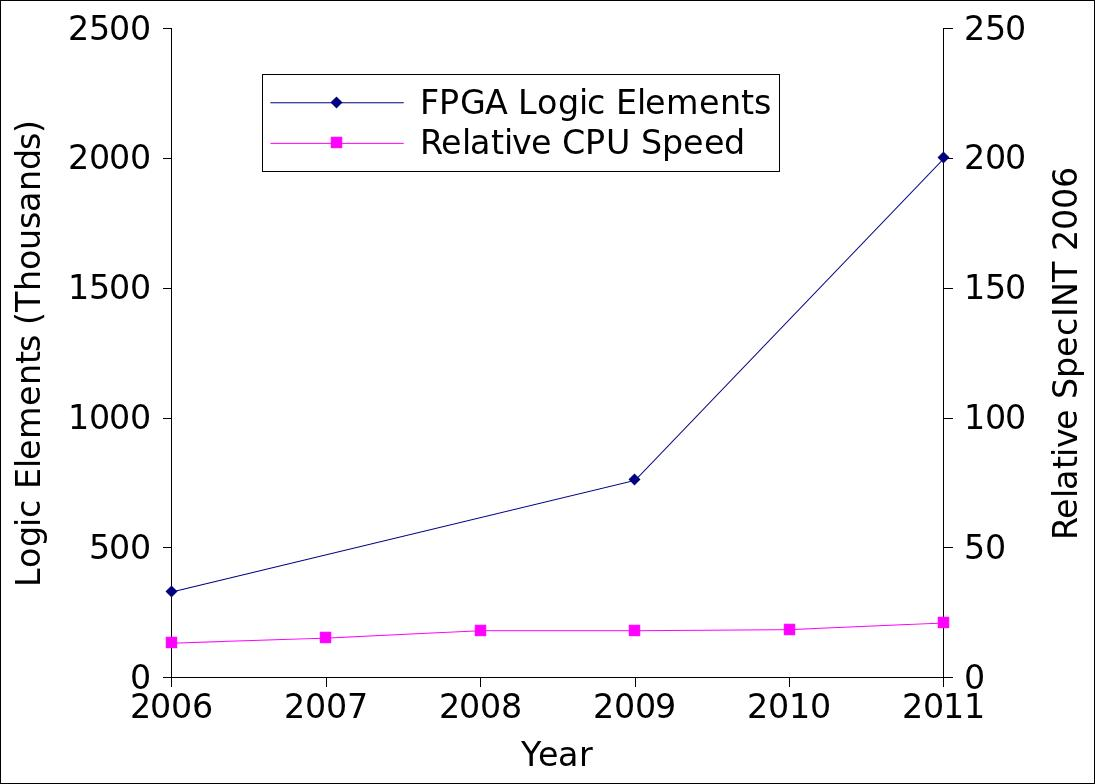 2500
2000
1500
1000
500
0
Logic Elements (Thousands)
FPGA Logic Elements
Relative CPU Speed
250
200
150
100
50
0
Relative SpecINT 2006
2006 2007 2008 2009 2010 2011
Year